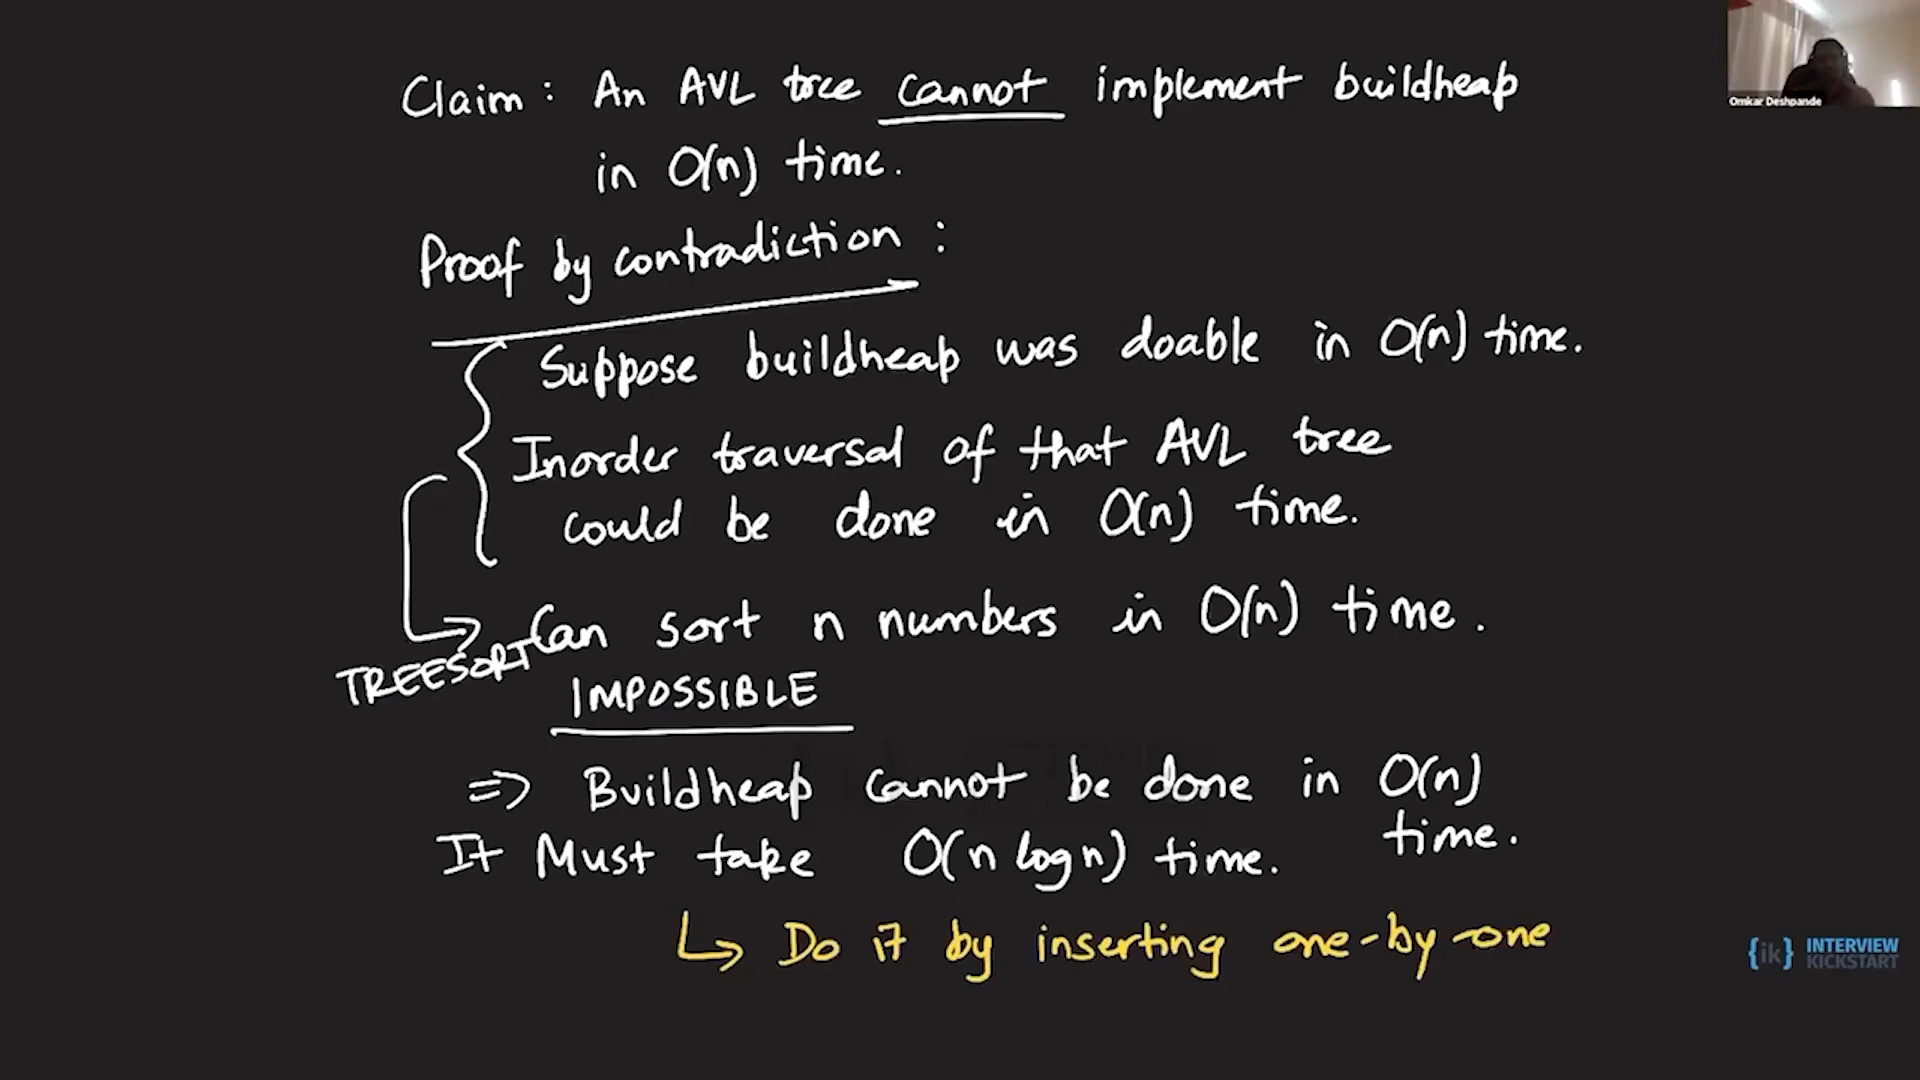 Claim: An AVL tree cannot implement buildheap
in O(n) time.
Proof by contradiction:
Suppose buildheap was doable in O(n) time.
Inorder traversal of that AVL tree
could be done in O(n) time.
Can sort n numbers in O(n) time.
TREESORT
IMPOSSIBLE
=> Buildheap cannot be done in O(n)
time.
It Must take O(n log n) time.
↳ Do it by inserting one-by-one
Omkar Deshpande
{ik} INTERVIEW
KICKSTART